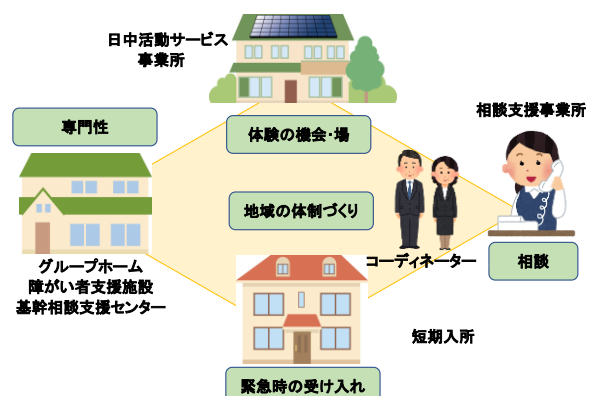 日中活動サービス
事業所
専門性
体験の機会・場
相談支援事業所
地域の体制づくり
コーディネーター
相談
グループホーム
障がい者支援施設
基幹相談支援センター
短期入所
緊急時の受け入れ